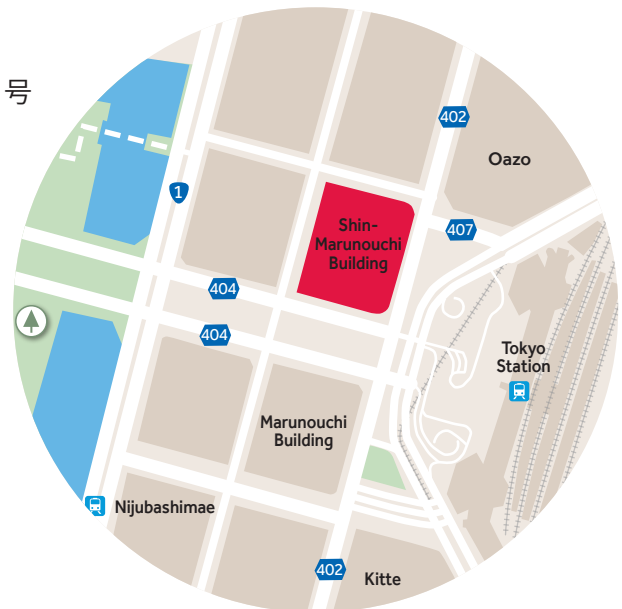 号
402
Oazo
1
Shin-
Marunouchi
Building
407
404
404
Tokyo
Station
Marunouchi
Building
Nijubashimae
402
Kitte